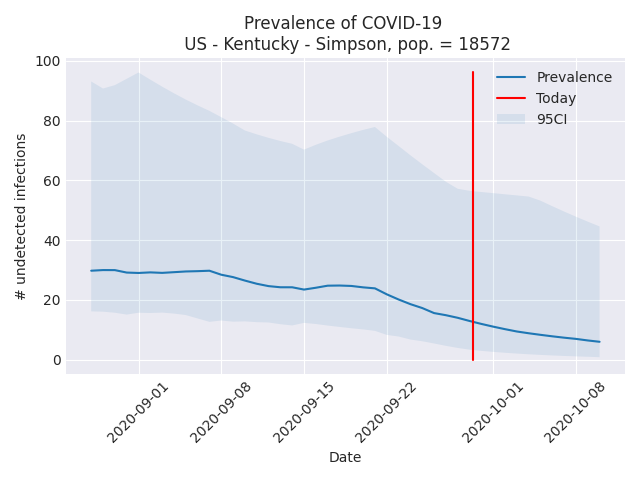 Prevalence of COVID-19
US - Kentucky - Simpson, pop. = 18572
# undetected infections
100
80
60
40
20
0
Prevalence
Today
95CI
2020-09-01
2020-09-08
2020-09-15
2020-09-22
2020-10-01
2020-10-08
Date